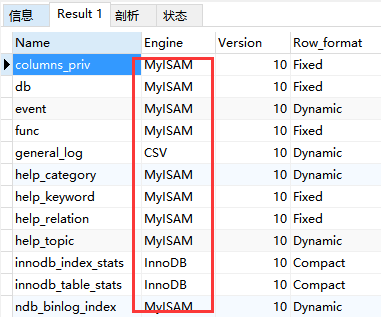 信息 Result 1 剖析 状态
Name Engine Version Row_format
columns_priv MyISAM 10 Fixed
db MyISAM 10 Fixed
event MyISAM 10 Dynamic
func MyISAM 10 Fixed
general_log CSV 10 Dynamic
help_category MyISAM 10 Dynamic
help_keyword MyISAM 10 Fixed
help_relation MyISAM 10 Fixed
help_topic MyISAM 10 Dynamic
innodb_index_stats InnoDB 10 Compact
innodb_table_stats InnoDB 10 Compact
ndb_binlog_index MyISAM 10 Dynamic